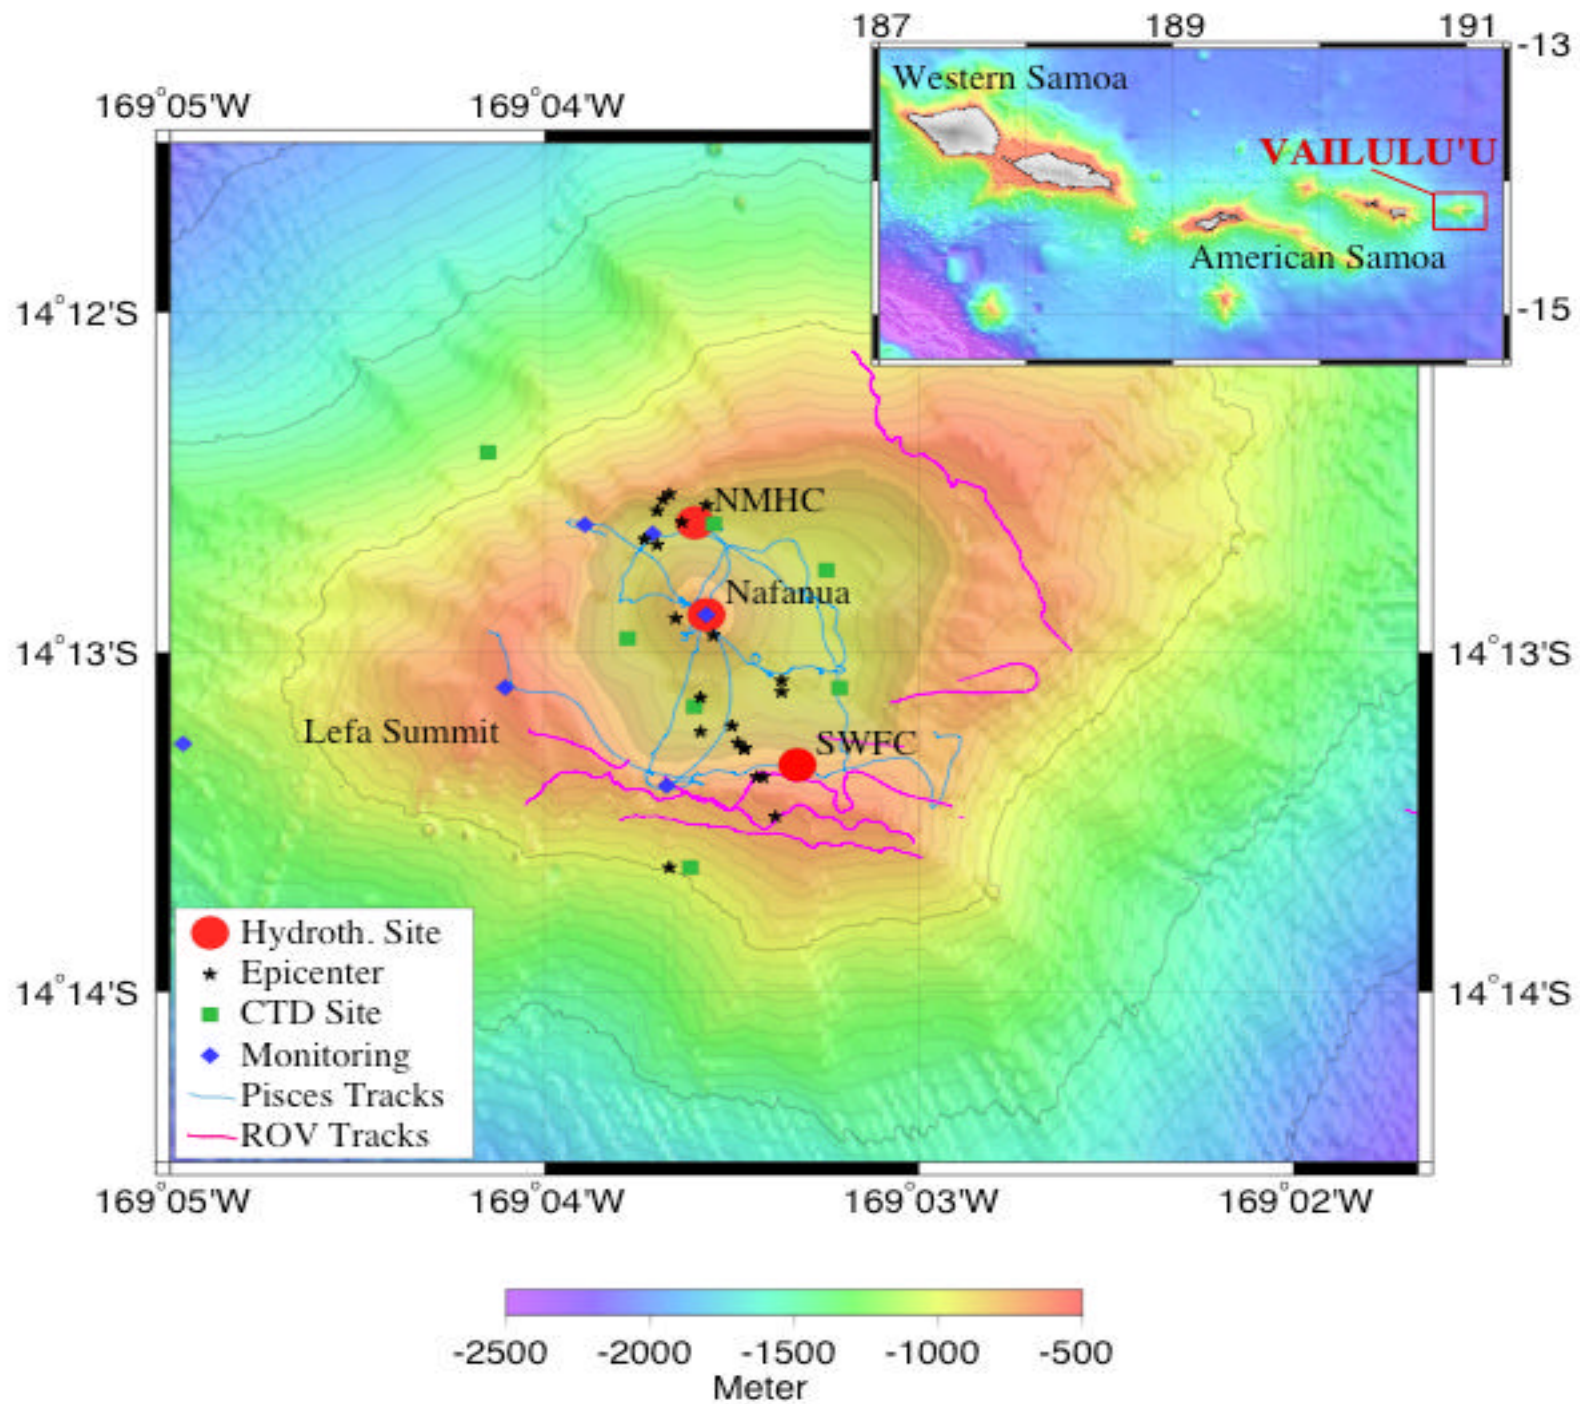 187 189 191
-13
Western Samoa
169°05'W 169°04'W
VAILULU'U
American Samoa
14°12'S
-15
NMHC
Nafanua
14°13'S 14°13'S
Lefa Summit
SWFC
Hydroth. Site
Epicenter
14°14'S 14°14'S
CTD Site
Monitoring
Pisces Tracks
ROV Tracks
169°05'W 169°04'W 169°03'W 169°02'W
-2500 -2000 -1500 -1000 -500
Meter